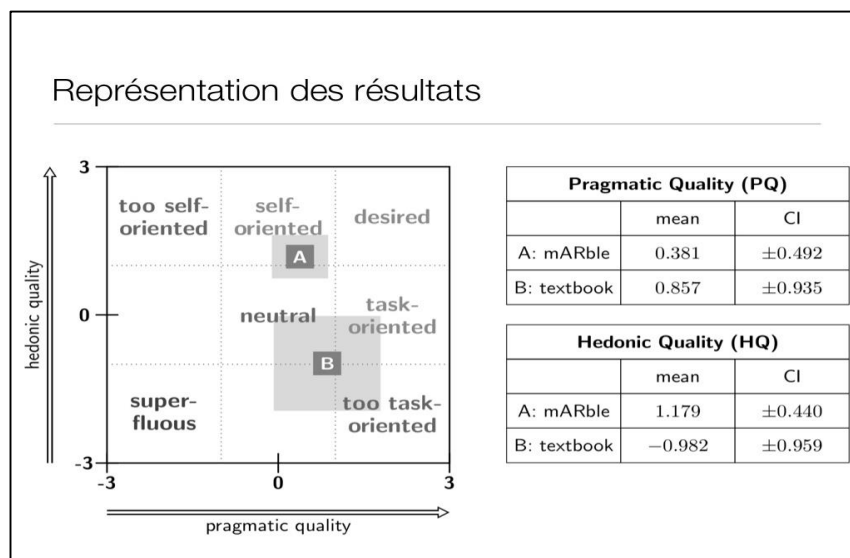 Représentation des résultats
3
too self-
oriented
self-
oriented
desired
A
hedonic quality
0
neutral
task-
oriented
B
super-
fluous
too task-
oriented
-3
-3
0
3
pragmatic quality
Pragmatic Quality (PQ)
mean CI
A: mARble 0.381 ±0.492
B: textbook 0.857 ±0.935
Hedonic Quality (HQ)
mean CI
A: mARble 1.179 ±0.440
B: textbook −0.982 ±0.959